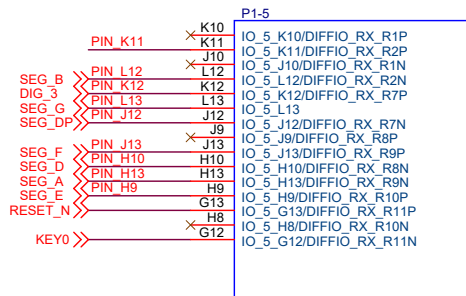 P1-5
K10 IO_5_K10/DIFFIO_RX_R1P
PIN_K11 K11 IO_5_K11/DIFFIO_RX_R2P
J10 IO_5_J10/DIFFIO_RX_R1N
SEG_B PIN_L12 L12 IO_5_L12/DIFFIO_RX_R2N
DIG_3 PIN_K12 K12 IO_5_K12/DIFFIO_RX_R7P
SEG_G PIN_L13 L13 IO_5_L13
SEG_DP PIN_J12 J12 IO_5_J12/DIFFIO_RX_R7N
J9 IO_5_J9/DIFFIO_RX_R8P
SEG_F PIN_J13 J13 IO_5_J13/DIFFIO_RX_R9P
SEG_D PIN_H10 H10 IO_5_H10/DIFFIO_RX_R8N
SEG_A PIN_H13 H13 IO_5_H13/DIFFIO_RX_R9N
SEG_E PIN_H9 H9 IO_5_H9/DIFFIO_RX_R10P
RESET_N G13 IO_5_G13/DIFFIO_RX_R11P
H8 IO_5_H8/DIFFIO_RX_R10N
KEY0 G12 IO_5_G12/DIFFIO_RX_R11N